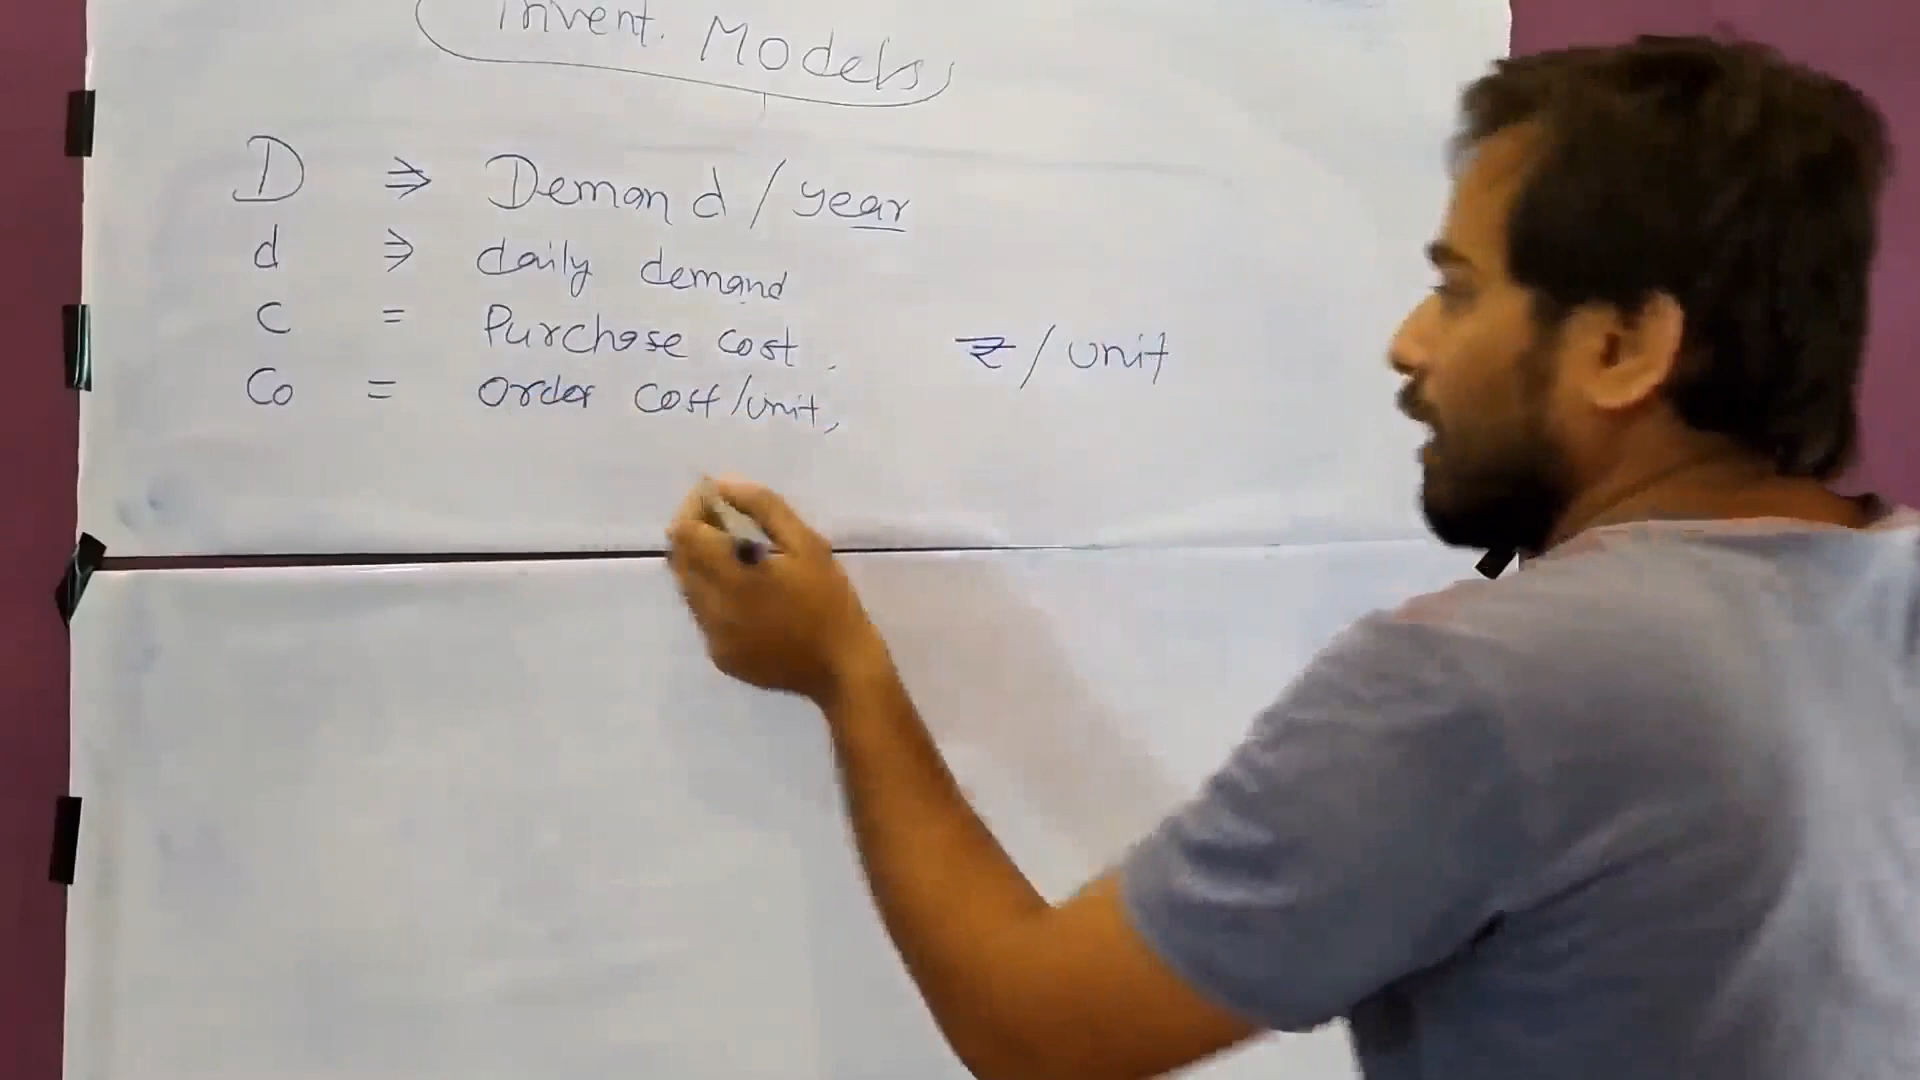 Invent. Models
D ⇒ Demand / year
d ⇒ daily demand
C = Purchase cost. ₹ / unit
Co = Order Cost/unit,